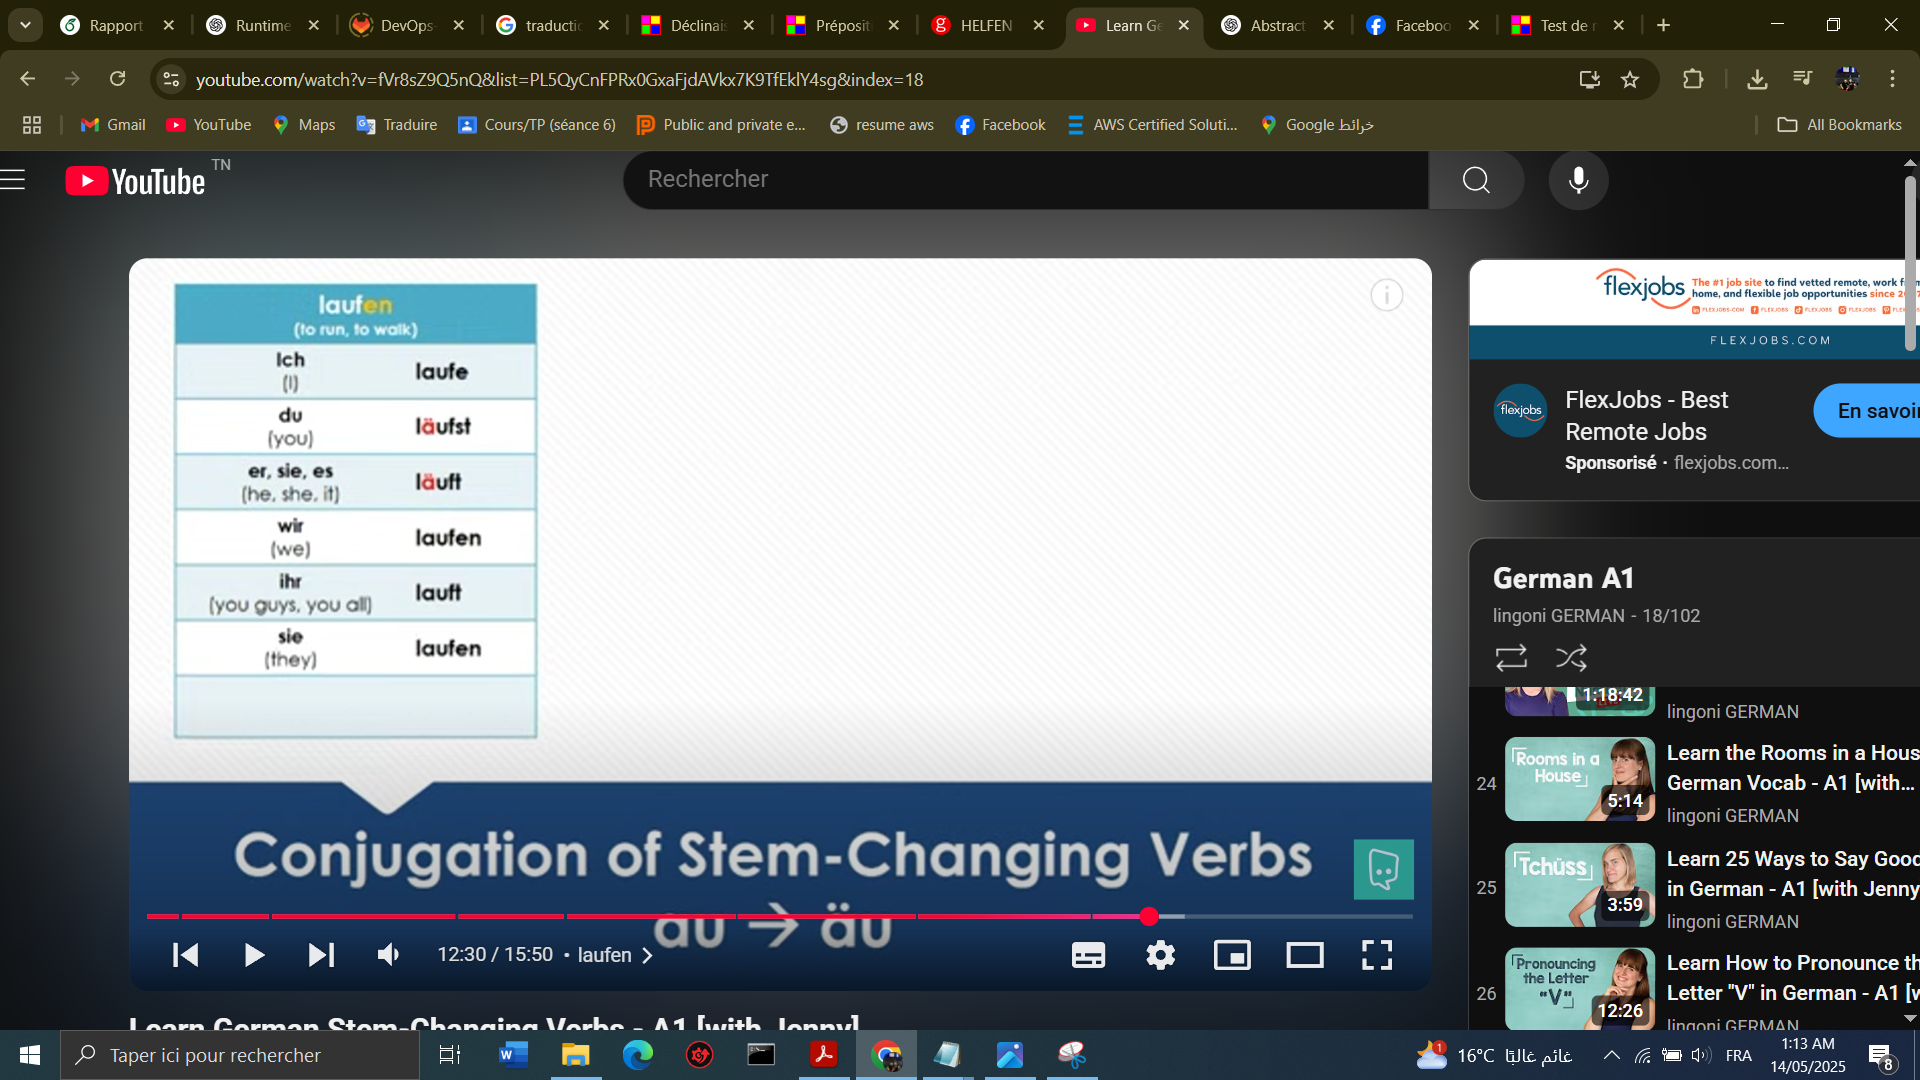 Rapport
Runtime
DevOps-
traductio
Déclinais
Préposit
HELFEN
Learn Ge
Abstract
Faceboo
Test de r
youtube.com/watch?v=fVr8sZ9Q5nQ&list=PL5QyCnFPRx0GxaFjdAVkx7K9TfEklY4sg&index=18
Gmail
YouTube
Maps
Traduire
Cours/TP (séance 6)
Public and private e...
resume aws
Facebook
AWS Certified Soluti...
خرائط Google
All Bookmarks
YouTube TN
Rechercher
laufen
(to run, to walk)
Ich
(I)
laufe
du
(you)
läufst
er, sie, es
(he, she, it)
läuft
wir
(we)
laufen
ihr
(you guys, you all)
lauft
sie
(they)
laufen
Conjugation of Stem-Changing Verbs
au → äu
12:30 / 15:50 • laufen
Learn German Stem-Changing Verbs - A1 [with Jenny]
flexjobs
The #1 job site to find vetted remote, work from
home, and flexible job opportunities since
FLEXJOBS.COM
flexjobs
FlexJobs - Best
Remote Jobs
Sponsorisé · flexjobs.com...
En savoi
German A1
lingoni GERMAN - 18/102
1:18:42
lingoni GERMAN
24
Rooms in a
House
5:14
Learn the Rooms in a Hous
German Vocab - A1 [with...
lingoni GERMAN
25
Tchüss
3:59
Learn 25 Ways to Say Good
in German - A1 [with Jenny
lingoni GERMAN
26
Pronouncing
the Letter
"V"
12:26
Learn How to Pronounce th
Letter "V" in German - A1 [w
lingoni GERMAN
Taper ici pour rechercher
1
16°C غائم غالبًا
FRA
1:13 AM
14/05/2025
8